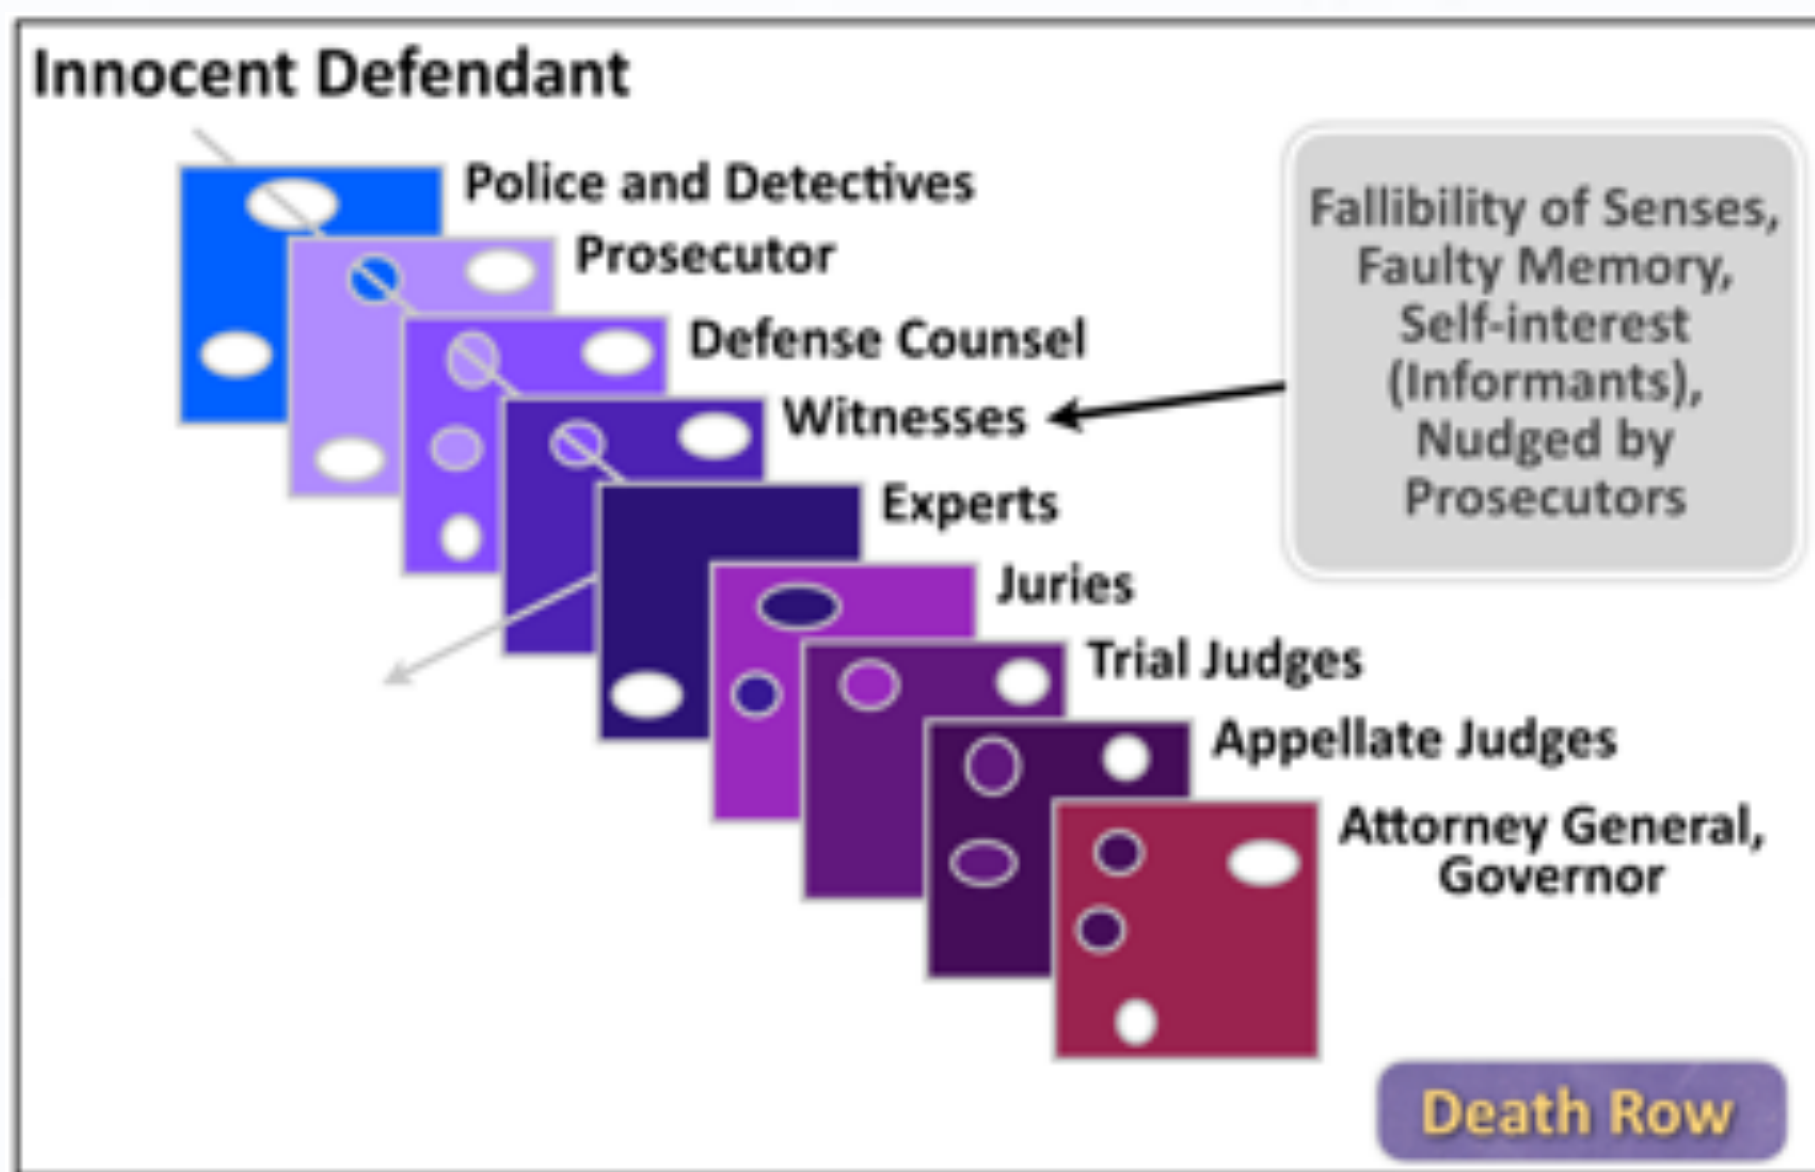 Innocent Defendant
Police and Detectives
Prosecutor
Defense Counsel
Witnesses
Experts
Juries
Trial Judges
Appellate Judges
Attorney General,
Governor
Fallibility of Senses,
Faulty Memory,
Self-interest
(Informants),
Nudged by
Prosecutors
Death Row